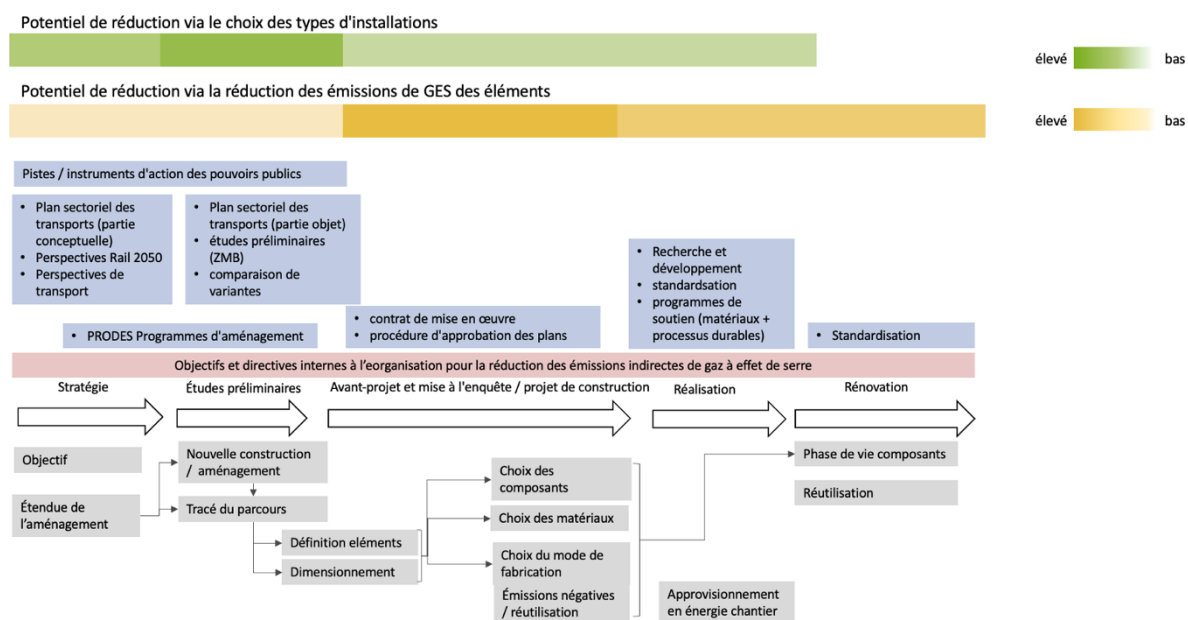 Potentiel de réduction via le choix des types d'installations
élevé
bas
Potentiel de réduction via la réduction des émissions de GES des éléments
élevé
bas
Pistes / instruments d'action des pouvoirs publics
• Plan sectoriel des
transports (partie
conceptuelle)
• Perspectives Rail 2050
• Perspectives de
transport
• Plan sectoriel des
transports (partie objet)
• études préliminaires
(ZMB)
• comparaison de
variantes
• Recherche et
développement
• standardsation
• programmes de
soutien (matériaux +
processus durables)
• PRODES Programmes d'aménagement
• contrat de mise en œuvre
• procédure d'approbation des plans
• Standardisation
Objectifs et directives internes à l'eorganisation pour la réduction des émissions indirectes de gaz à effet de serre
Stratégie
Études préliminaires
Avant-projet et mise à l'enquête / projet de construction
Réalisation
Rénovation
Objectif
Étendue de
l'aménagement
Nouvelle construction
/ aménagement
Tracé du parcours
Définition eléments
Dimensionnement
Choix des
composants
Choix des matériaux
Choix du mode de
fabrication
Émissions négatives
/ réutilisation
Approvisionnement
en énergie chantier
Phase de vie composants
Réutilisation